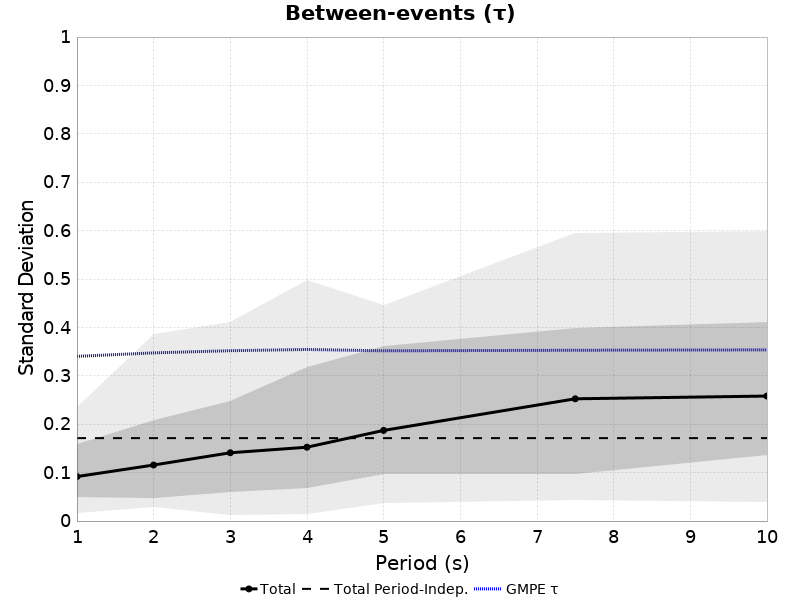 Between-events (τ)
Standard Deviation
1
0.9
0.8
0.7
0.6
0.5
0.4
0.3
0.2
0.1
0
1 2 3 4 5 6 7 8 9 10
Period (s)
Total Total Period-Indep. GMPE τ